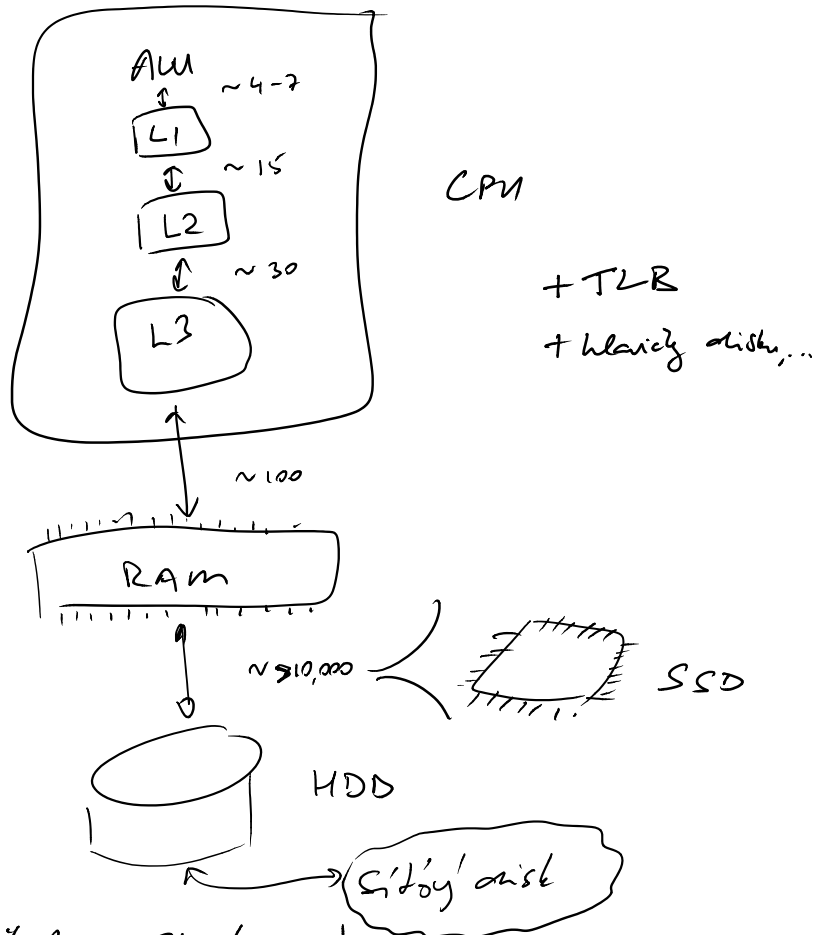 ALU
~ 4-7
L1
~ 15
CPU
L2
~ 30
+ TLB
L3
+ hlavičky disku,...
~ 100
RAM
~ 10,000
SSD
HDD
Síťový disk